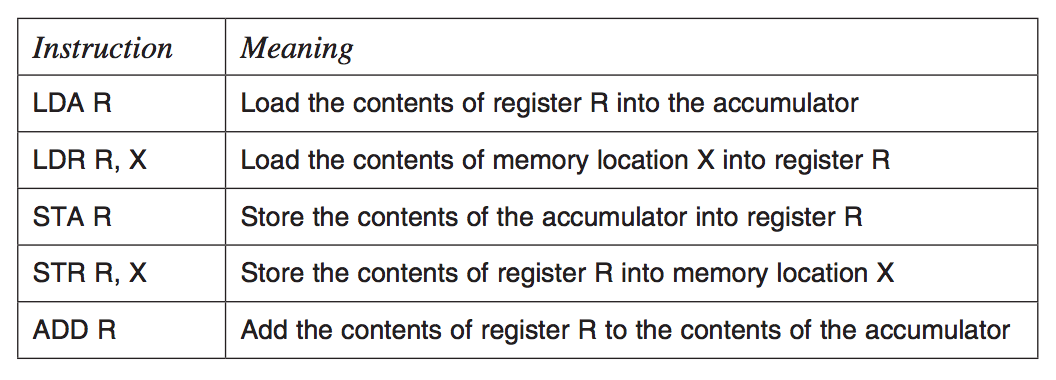 Instruction Meaning
LDA R Load the contents of register R into the accumulator
LDR R, X Load the contents of memory location X into register R
STA R Store the contents of the accumulator into register R
STR R, X Store the contents of register R into memory location X
ADD R Add the contents of register R to the contents of the accumulator